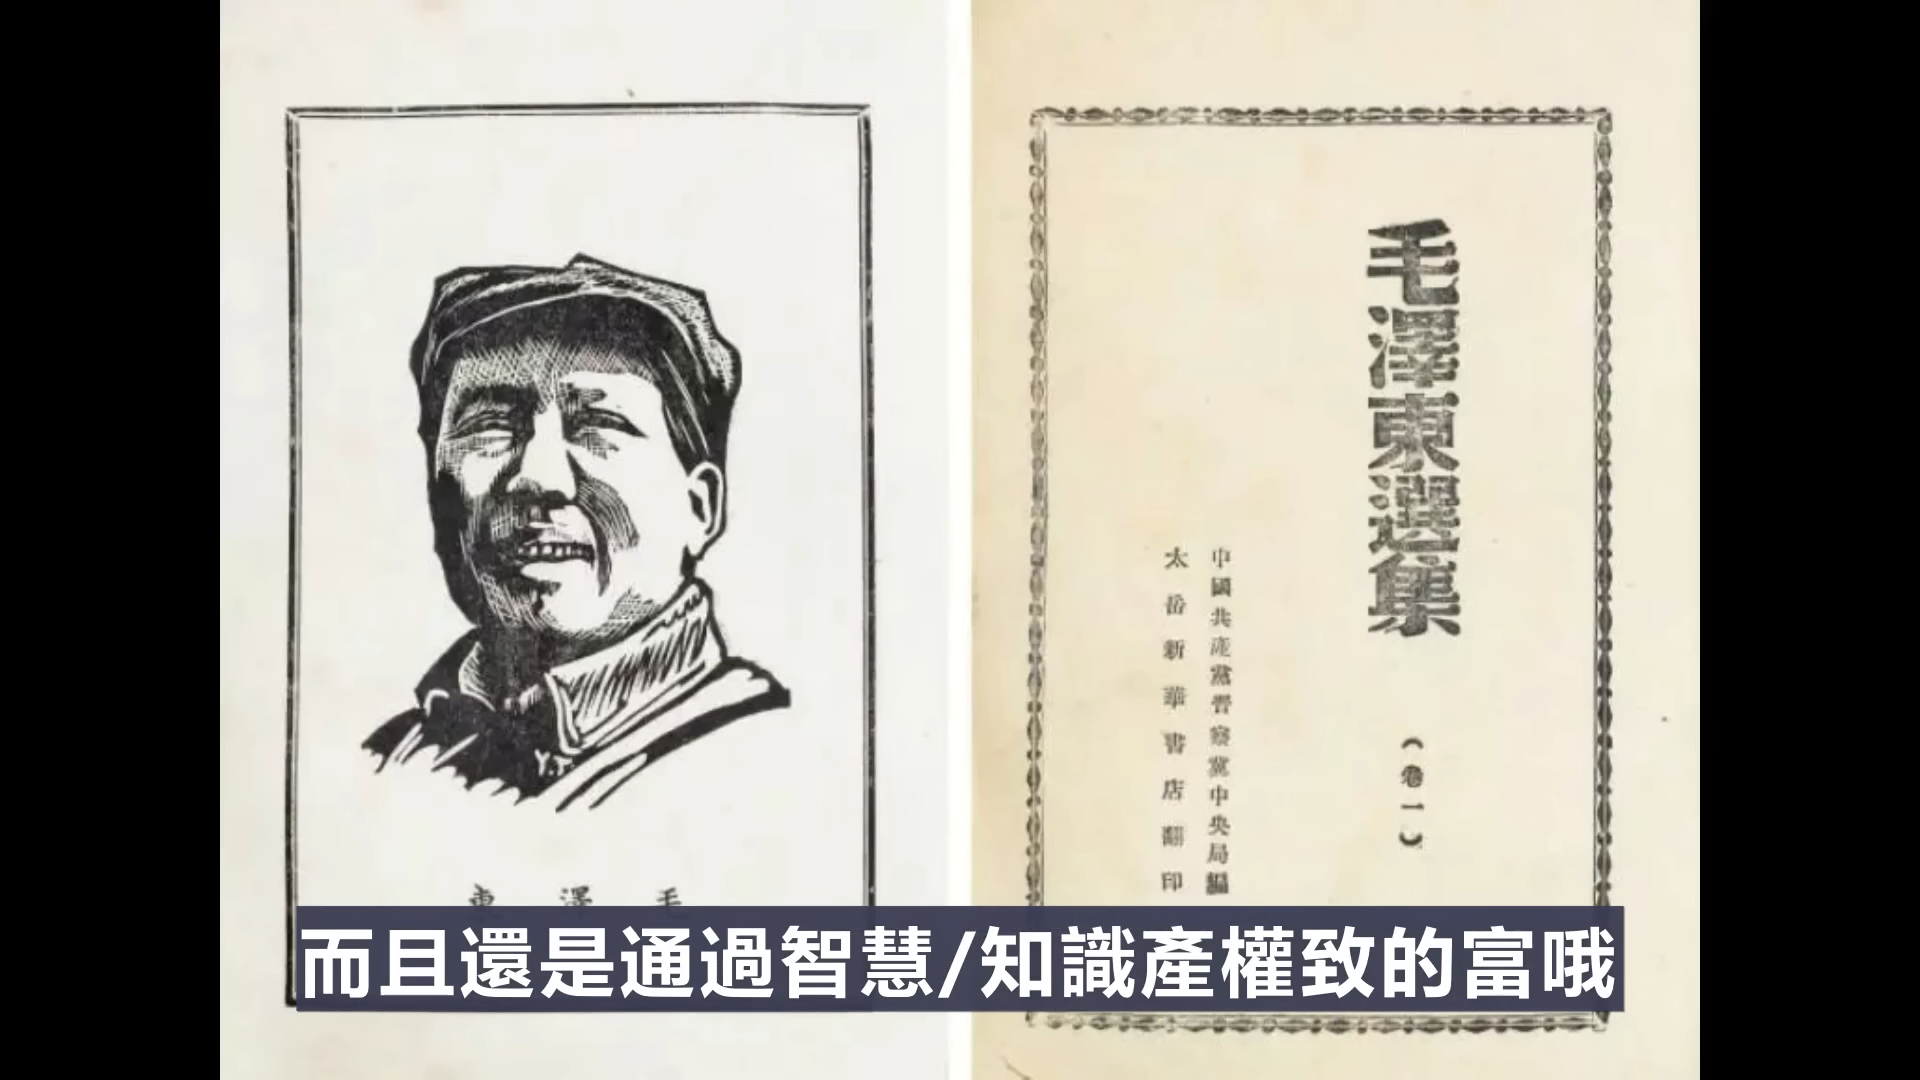 毛澤東選集
（卷一）
中國共產黨晋察冀中央局編
太岳新華書店翻印
毛澤東
Y.F.
而且還是通過智慧/知識產權致的富哦